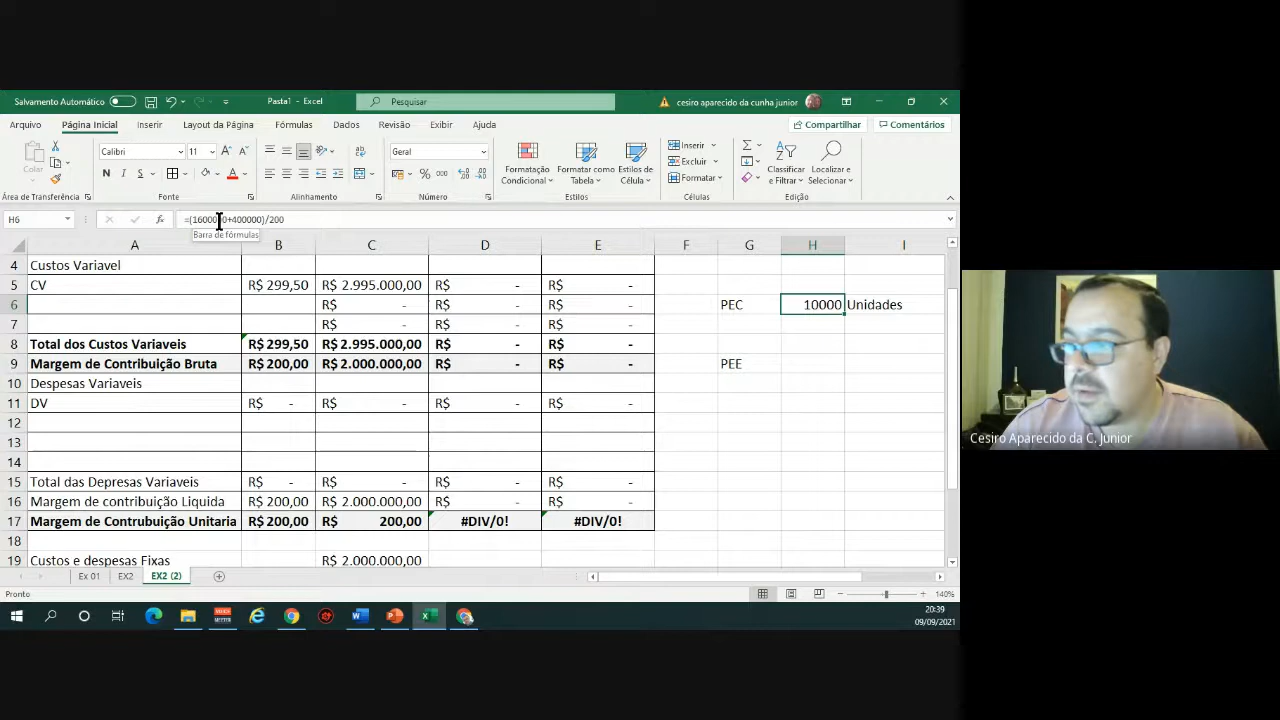 Salvamento Automático Pasta1 - Excel Pesquisar cesiro aparecido da cunha junior
Arquivo Página Inicial Inserir Layout da Página Fórmulas Dados Revisão Exibir Ajuda Compartilhar Comentários
Colar Calibri 11 Geral Formatação Condicional Formatar como Tabela Estilos de Célula Inserir Excluir Formatar Classificar e Filtrar Localizar e Selecionar
Área de Transferência Fonte Alinhamento Número Estilos Células Edição
H6 fx =(1600000+400000)/200
Barra de fórmulas
A B C D E F G H I
4 Custos Variavel
5 CV R$ 299,50 R$ 2.995.000,00 R$ - R$ -
6 R$ - R$ - R$ - PEC 10000 Unidades
7 R$ - R$ - R$ -
8 Total dos Custos Variaveis R$ 299,50 R$ 2.995.000,00 R$ - R$ -
9 Margem de Contribuição Bruta R$ 200,00 R$ 2.000.000,00 R$ - R$ - PEE
10 Despesas Variaveis
11 DV R$ - R$ - R$ - R$ -
12
13
14
15 Total das Depresas Variaveis R$ - R$ - R$ - R$ -
16 Margem de contribuição Liquida R$ 200,00 R$ 2.000.000,00 R$ - R$ -
17 Margem de Contrubuição Unitaria R$ 200,00 R$ 200,00 #DIV/0! #DIV/0!
18
19 Custos e despesas Fixas R$ 2.000.000,00
Ex 01 EX2 EX2 (2)
Pronto 140%
20:39
09/09/2021
Cesiro Aparecido da C. Junior